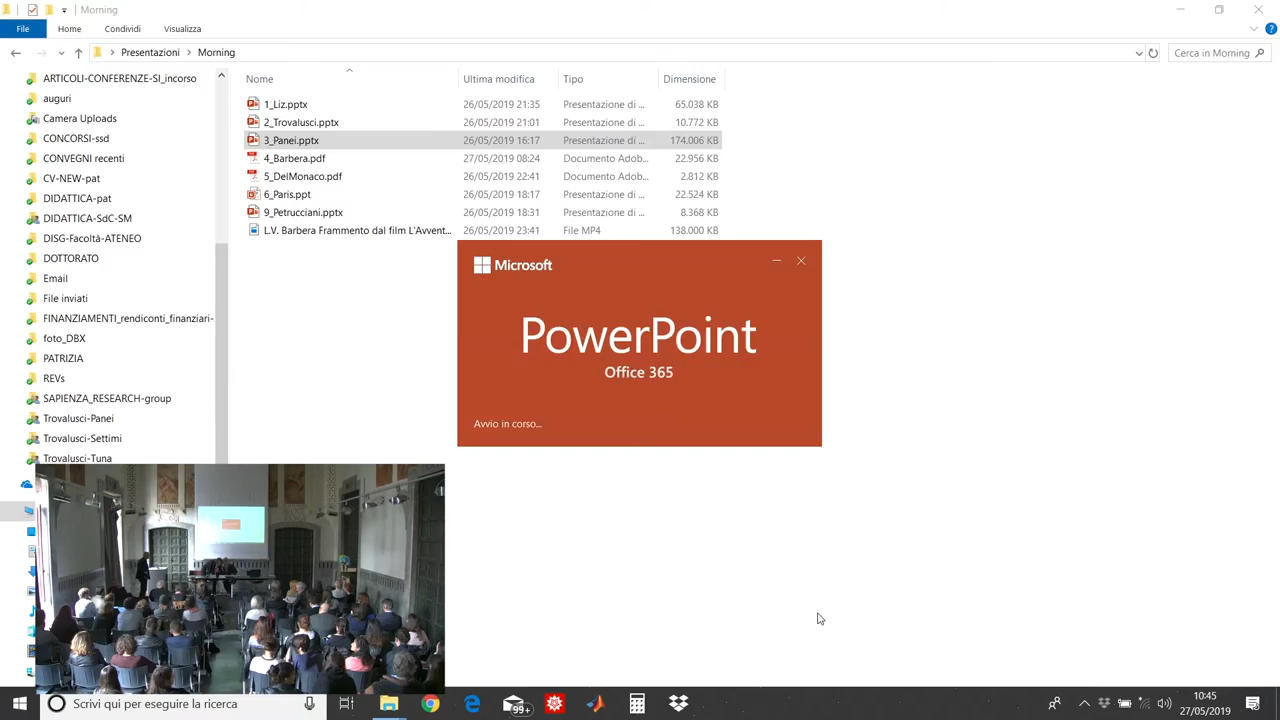 Morning
File Home Condividi Visualizza
Presentazioni Morning Cerca in Morning
Nome Ultima modifica Tipo Dimensione
1_Liz.pptx 26/05/2019 21:35 Presentazione di ... 65.038 KB
2_Trovalusci.pptx 26/05/2019 21:01 Presentazione di ... 10.772 KB
3_Panei.pptx 26/05/2019 16:17 Presentazione di ... 174.006 KB
4_Barbera.pdf 27/05/2019 08:24 Documento Adob... 22.956 KB
5_DelMonaco.pdf 26/05/2019 22:41 Documento Adob... 2.812 KB
6_Paris.ppt 26/05/2019 18:17 Presentazione di ... 22.524 KB
9_Petrucciani.pptx 26/05/2019 18:31 Presentazione di ... 8.368 KB
L.V. Barbera Frammento dal film L'Avvent... 26/05/2019 23:41 File MP4 138.000 KB
ARTICOLI-CONFERENZE-SI_incorso
auguri
Camera Uploads
CONCORSI-ssd
CONVEGNI recenti
CV-NEW-pat
DIDATTICA-pat
DIDATTICA-SdC-SM
DISG-Facoltà-ATENEO
DOTTORATO
Email
File inviati
FINANZIAMENTI_rendiconti_finanziari-
foto_DBX
PATRIZIA
REVs
SAPIENZA_RESEARCH-group
Trovalusci-Panei
Trovalusci-Settimi
Trovalusci-Tuna
Microsoft
PowerPoint
Office 365
Avvio in corso...
Scrivi qui per eseguire la ricerca
99+
10:45
27/05/2019